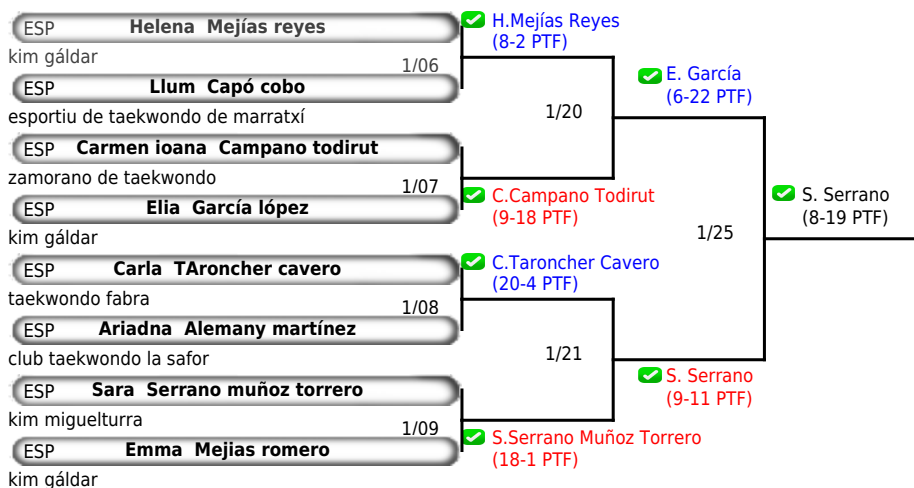 ESP Helena Mejías reyes
kim gáldar
1/06
ESP Llum Capó cobo
esportiu de taekwondo de marratxí
ESP Carmen ioana Campano todirut
zamorano de taekwondo
1/07
ESP Elia García lópez
kim gáldar
ESP Carla TAroncher cavero
taekwondo fabra
1/08
ESP Ariadna Alemany martínez
club taekwondo la safor
ESP Sara Serrano muñoz torrero
kim miguelturra
1/09
ESP Emma Mejias romero
kim gáldar
H.Mejías Reyes
(8-2 PTF)
1/20
C.Campano Todirut
(9-18 PTF)
C.Taroncher Cavero
(20-4 PTF)
1/21
S.Serrano Muñoz Torrero
(18-1 PTF)
E. García
(6-22 PTF)
1/25
S. Serrano
(9-11 PTF)
S. Serrano
(8-19 PTF)